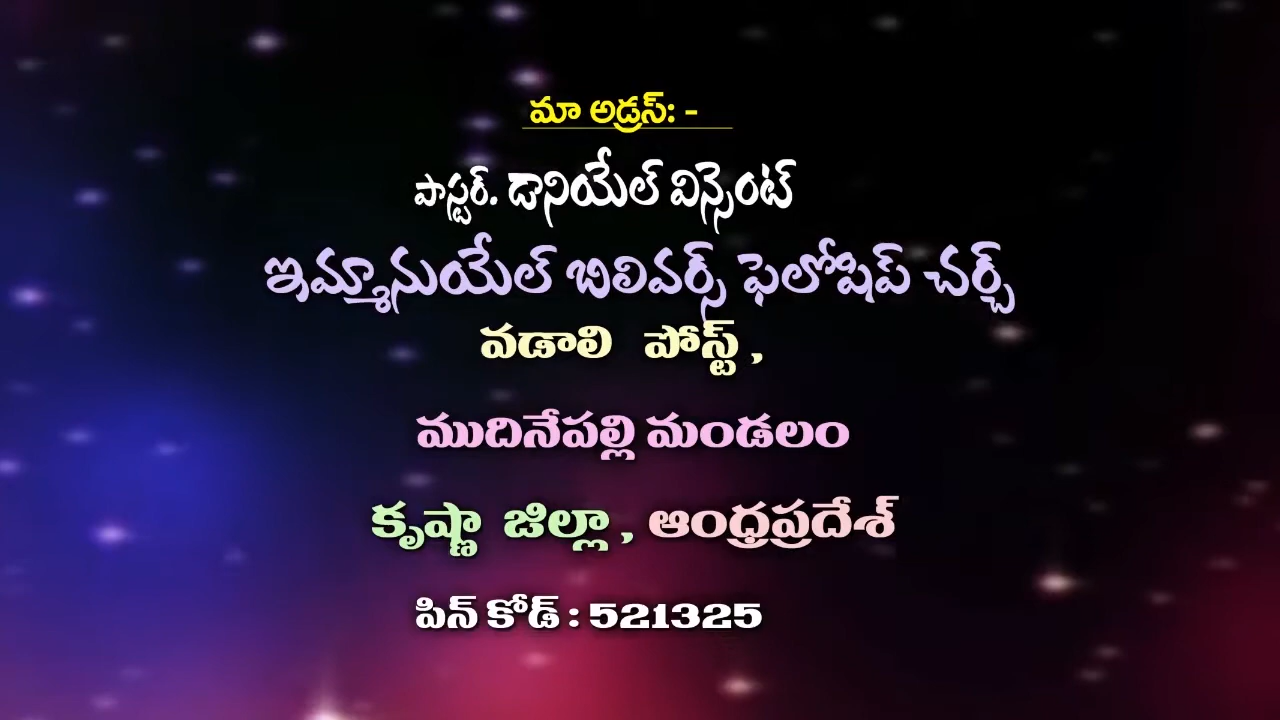 మా అడ్రస్: -
పాస్టర్. డానియేల్ విన్సెంట్
ఇమ్మానుయేల్ బిలివర్స్ ఫెలోషిప్ చర్చ్
వడాలి పోస్ట్ ,
ముదినేపల్లి మండలం
కృష్ణా జిల్లా , ఆంధ్రప్రదేశ్
పిన్ కోడ్ : 521325